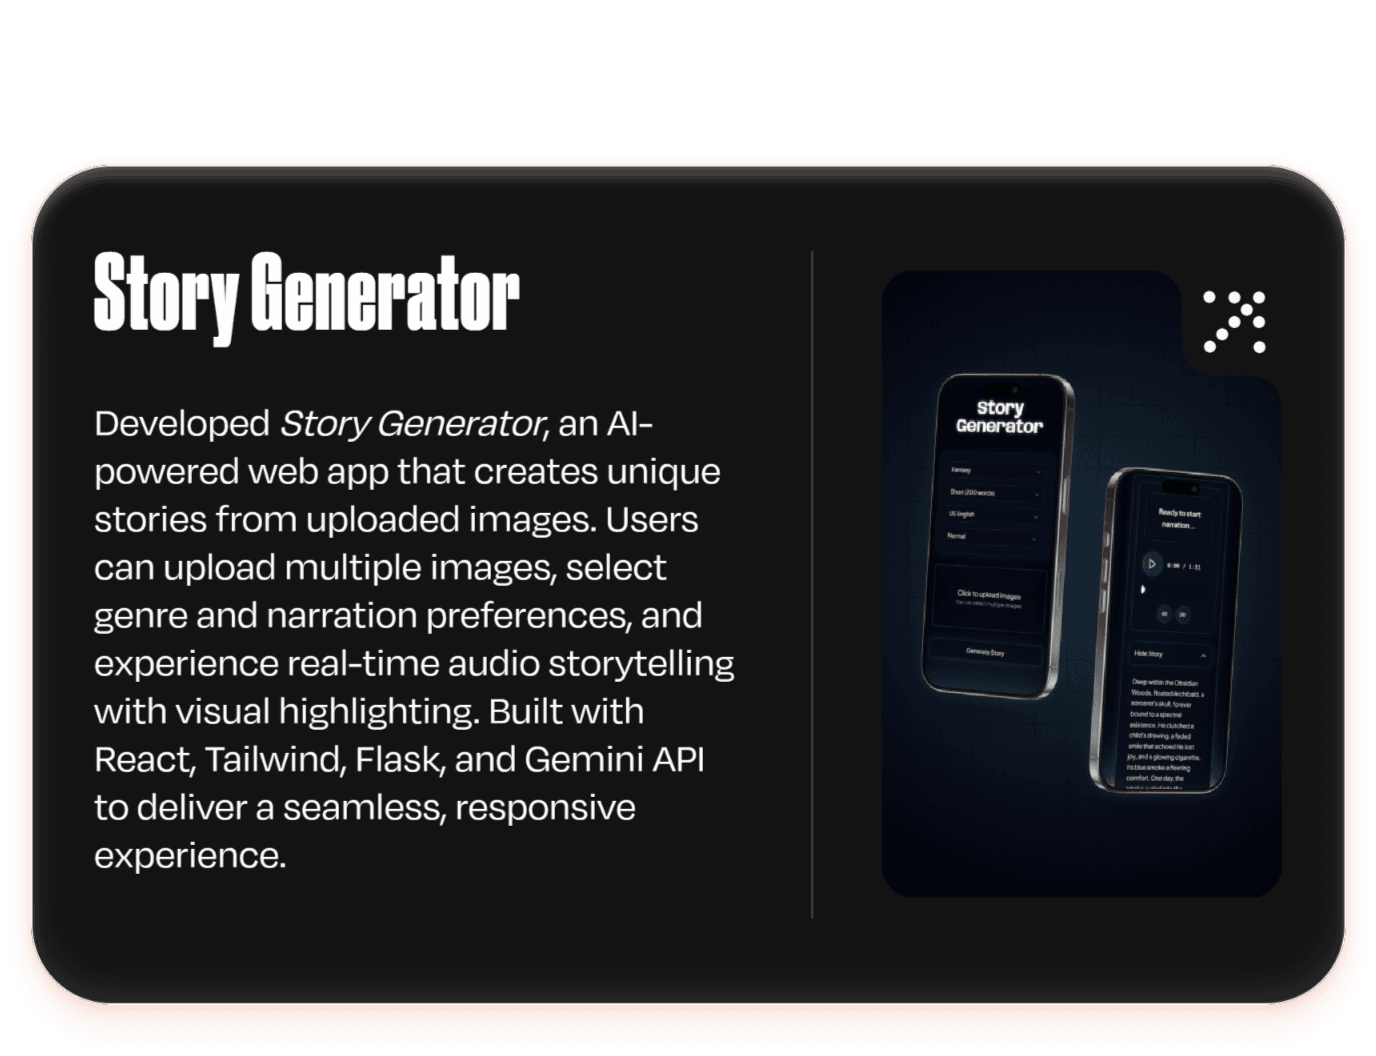 Story Generator
Developed Story Generator, an AI-
powered web app that creates unique
stories from uploaded images. Users
can upload multiple images, select
genre and narration preferences, and
experience real-time audio storytelling
with visual highlighting. Built with
React, Tailwind, Flask, and Gemini API
to deliver a seamless, responsive
experience.
Story
Generator
Fantasy
Short (200 words)
US English
Normal
Click to upload images
You can select multiple images
Generate Story
Ready to start
narration...
0:00 / 1:31
Hide Story
Deep within the Obsidian
Woods, floated Archibald, a
sorcerer's skull, forever
bound to a spectral
existence. He clutched a
child's drawing, a faded
smile that echoed his lost
joy, and a glowing cigarette,
its blue smoke a fleeting
comfort. One day, the